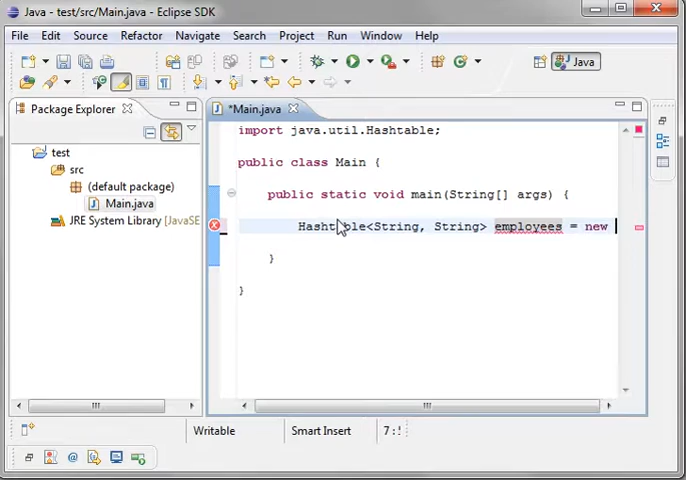 Java - test/src/Main.java - Eclipse SDK
File Edit Source Refactor Navigate Search Project Run Window Help
Java
Package Explorer
*Main.java
test
src
(default package)
Main.java
JRE System Library [JavaSE
import java.util.Hashtable;
public class Main {
public static void main(String[] args) {
Hashtable<String, String> employees = new
}
}
Writable Smart Insert 7: